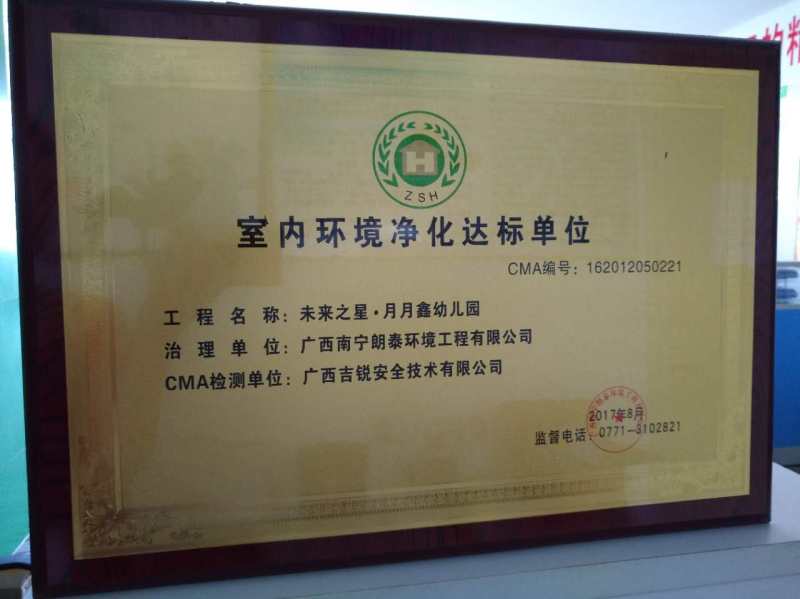 的精
H
ZSH
室内环境净化达标单位
CMA编号：162012050221
工程名称：未来之星·月月鑫幼儿园
治理单位：广西南宁朗泰环境工程有限公司
CMA检测单位：广西吉锐安全技术有限公司
2017年8月
监督电话：0771-3102821